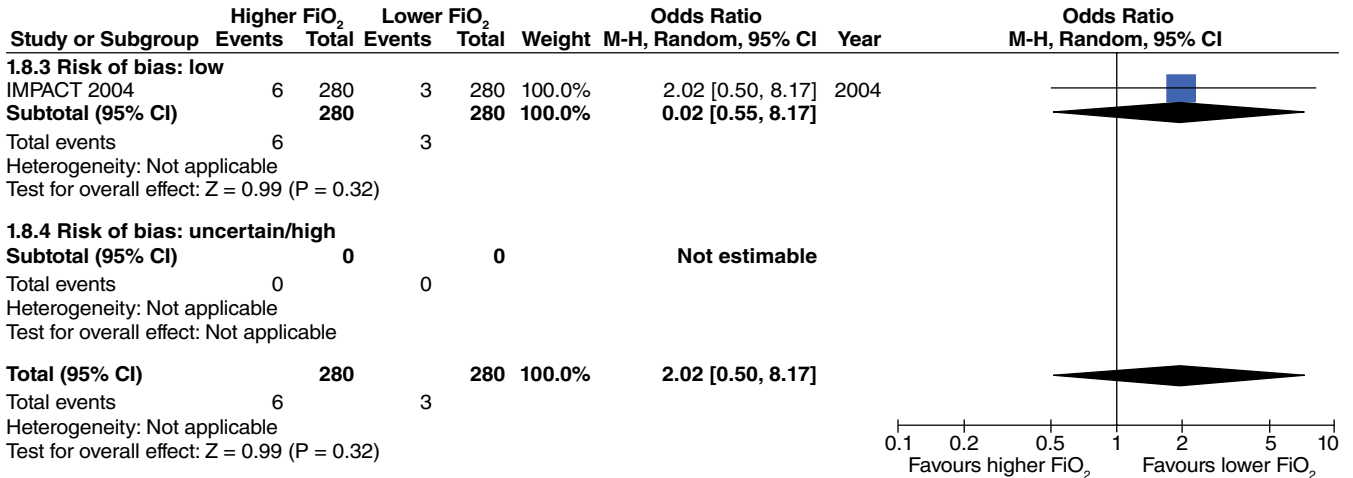 Higher FiO2 Lower FiO2 Odds Ratio Odds Ratio
Study or Subgroup Events Total Events Total Weight M-H, Random, 95% CI Year M-H, Random, 95% CI
1.8.3 Risk of bias: low
IMPACT 2004 6 280 3 280 100.0% 2.02 [0.50, 8.17] 2004
Subtotal (95% CI) 280 280 100.0% 0.02 [0.55, 8.17]
Total events 6 3
Heterogeneity: Not applicable
Test for overall effect: Z = 0.99 (P = 0.32)
1.8.4 Risk of bias: uncertain/high
Subtotal (95% CI) 0 0 Not estimable
Total events 0 0
Heterogeneity: Not applicable
Test for overall effect: Not applicable
Total (95% CI) 280 280 100.0% 2.02 [0.50, 8.17]
Total events 6 3
Heterogeneity: Not applicable
Test for overall effect: Z = 0.99 (P = 0.32)
0.1 0.2 0.5 1 2 5 10
Favours higher FiO2 Favours lower FiO2